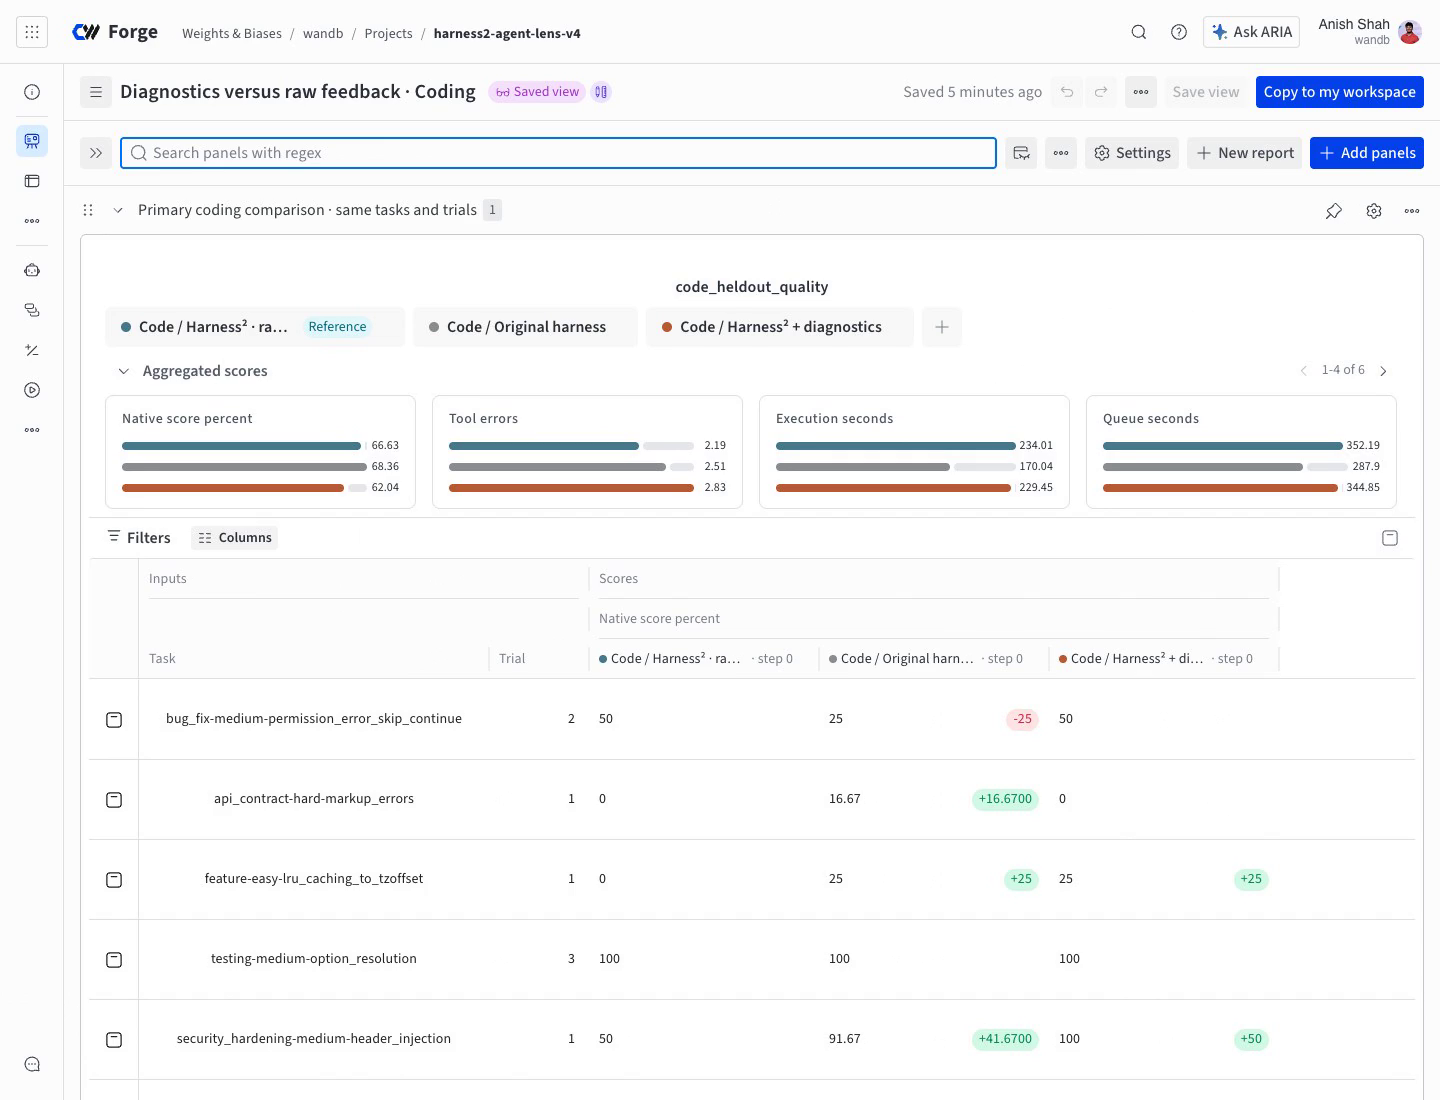 Forge
Weights & Biases / wandb / Projects / harness2-agent-lens-v4
Ask ARIA
Anish Shah
wandb
Diagnostics versus raw feedback · Coding
Saved view
Saved 5 minutes ago
Save view
Copy to my workspace
Search panels with regex
Settings
New report
Add panels
Primary coding comparison · same tasks and trials 1
code_heldout_quality
Code / Harness² · ra… Reference
Code / Original harness
Code / Harness² + diagnostics
Aggregated scores
1-4 of 6
Native score percent
66.63
68.36
62.04
Tool errors
2.19
2.51
2.83
Execution seconds
234.01
170.04
229.45
Queue seconds
352.19
287.9
344.85
Filters
Columns
Inputs
Scores
Native score percent
Task
Trial
Code / Harness² · ra… · step 0
Code / Original harn… · step 0
Code / Harness² + di… · step 0
bug_fix-medium-permission_error_skip_continue 2 50 25 -25 50
api_contract-hard-markup_errors 1 0 16.67 +16.6700 0
feature-easy-lru_caching_to_tzoffset 1 0 25 +25 25 +25
testing-medium-option_resolution 3 100 100 100
security_hardening-medium-header_injection 1 50 91.67 +41.6700 100 +50